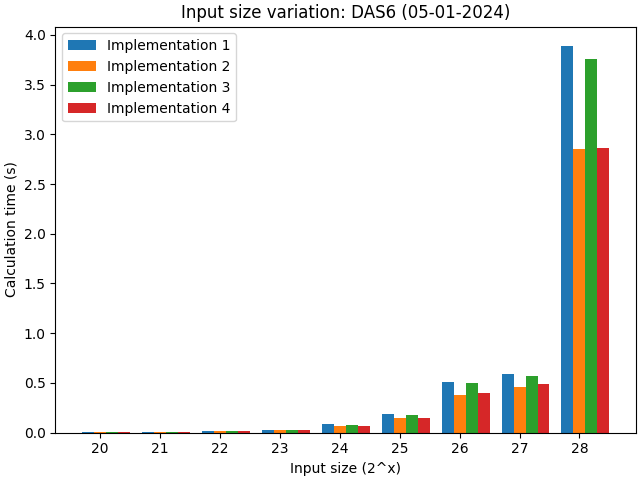 Input size variation: DAS6 (05-01-2024)
Implementation 1
Implementation 2
Implementation 3
Implementation 4
Calculation time (s)
4.0
3.5
3.0
2.5
2.0
1.5
1.0
0.5
0.0
20 21 22 23 24 25 26 27 28
Input size (2^x)